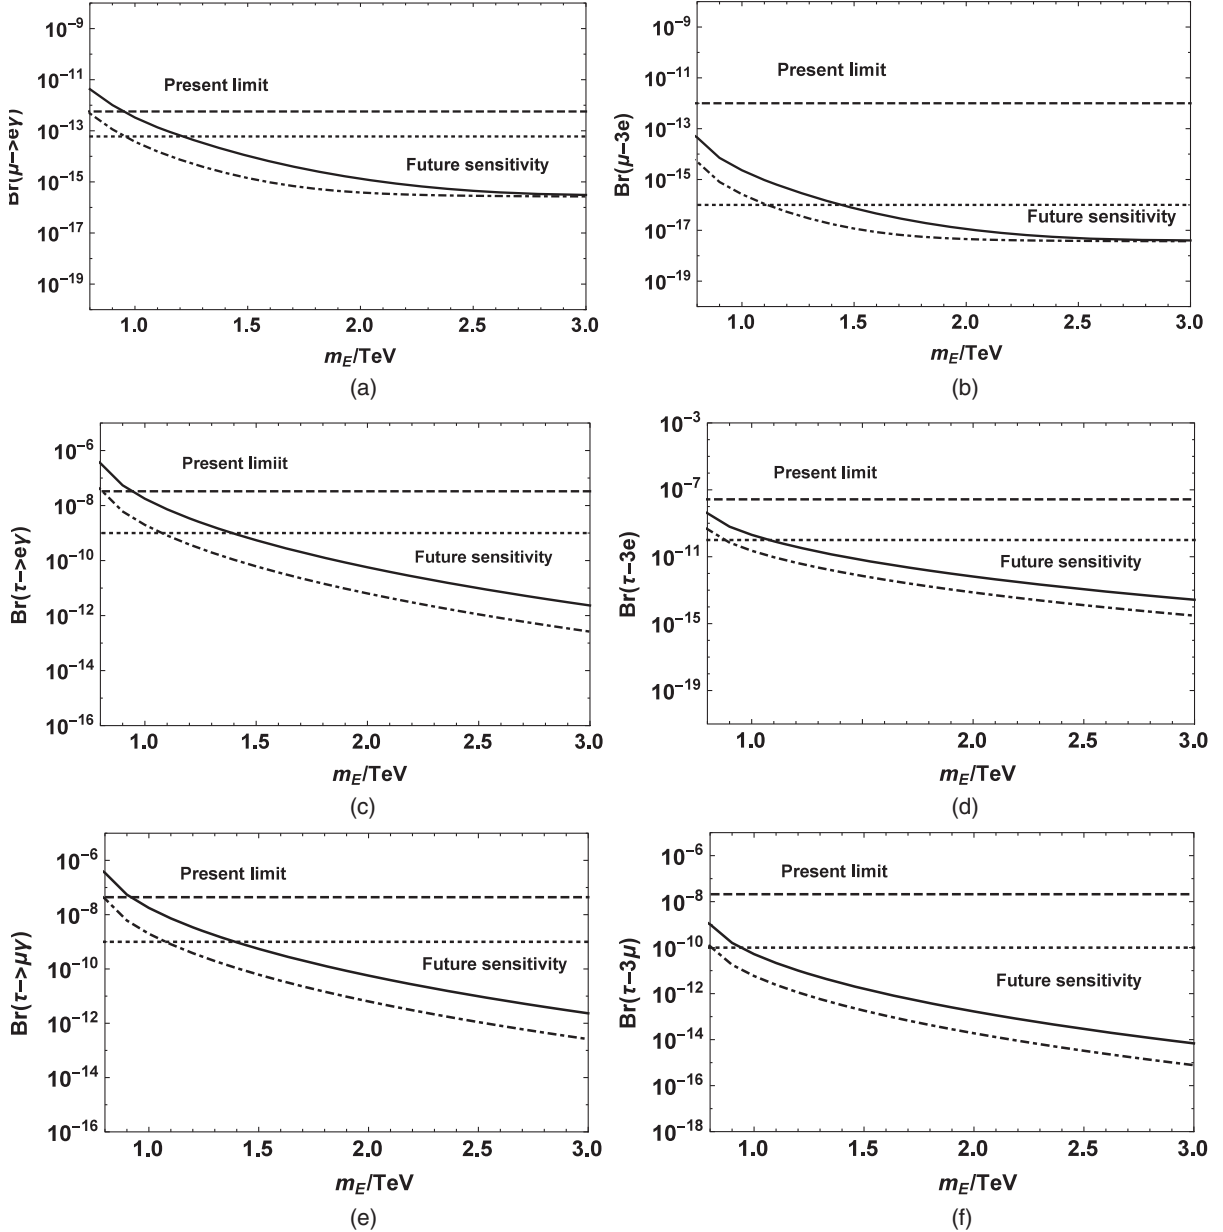 10⁻⁹
10⁻¹¹
10⁻¹³
10⁻¹⁵
10⁻¹⁷
10⁻¹⁹
Br(μ−>eγ)
Present limit
Future sensitivity
1.0 1.5 2.0 2.5 3.0
m_E/TeV
(a)
10⁻⁹
10⁻¹¹
10⁻¹³
10⁻¹⁵
10⁻¹⁷
10⁻¹⁹
Br(μ−3e)
Present limit
Future sensitivity
1.0 1.5 2.0 2.5 3.0
m_E/TeV
(b)
10⁻⁶
10⁻⁸
10⁻¹⁰
10⁻¹²
10⁻¹⁴
10⁻¹⁶
Br(τ−>eγ)
Present limiit
Future sensitivity
1.0 1.5 2.0 2.5 3.0
m_E/TeV
(c)
10⁻³
10⁻⁷
10⁻¹¹
10⁻¹⁵
10⁻¹⁹
Br(τ−3e)
Present limit
Future sensitivity
1.0 2.0 2.5 3.0
m_E/TeV
(d)
10⁻⁶
10⁻⁸
10⁻¹⁰
10⁻¹²
10⁻¹⁴
10⁻¹⁶
Br(τ−>μγ)
Present limit
Future sensitivity
1.0 1.5 2.0 2.5 3.0
m_E/TeV
(e)
10⁻⁶
10⁻⁸
10⁻¹⁰
10⁻¹²
10⁻¹⁴
10⁻¹⁶
10⁻¹⁸
Br(τ−3μ)
Present limit
Future sensitivity
1.0 1.5 2.0 2.5 3.0
m_E/TeV
(f)